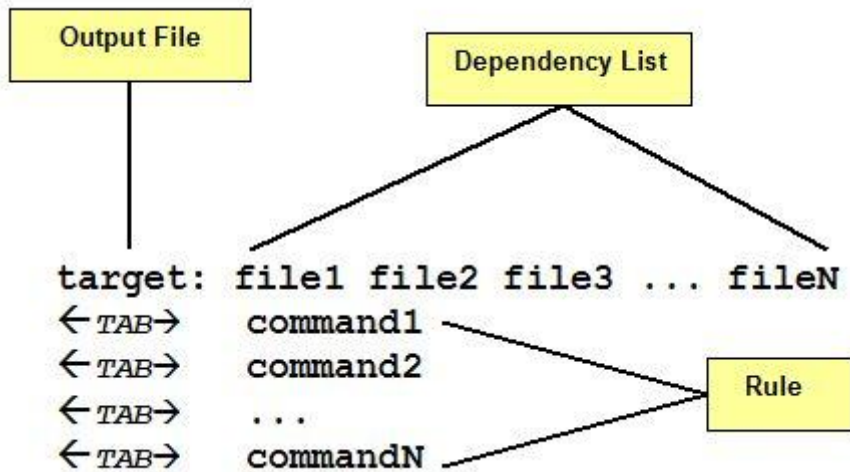 Output File
Dependency List
target: file1 file2 file3 ... fileN
←TAB→ command1
←TAB→ command2
←TAB→ ...
←TAB→ commandN
Rule